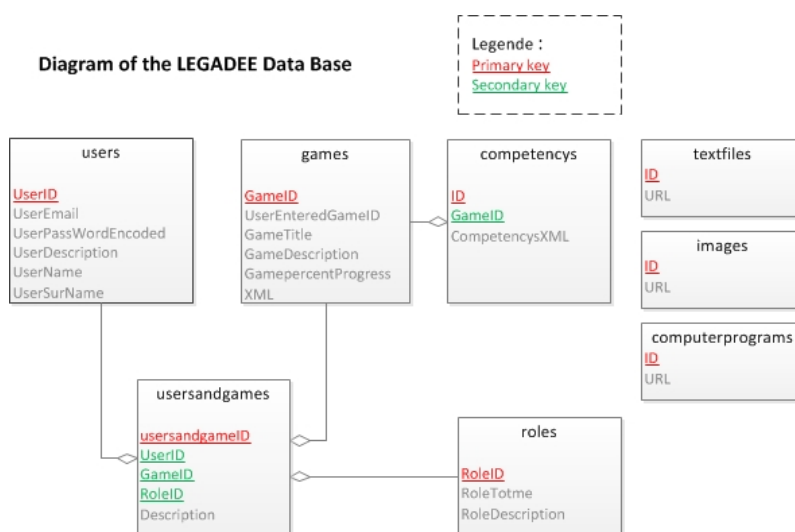 Diagram of the LEGADEE Data Base
Legende :
Primary key
Secondary key
users
UserID
UserEmail
UserPassWordEncoded
UserDescription
UserName
UserSurName
games
GameID
UserEnteredGameID
GameTitle
GameDescription
GamepercentProgress
XML
competencys
ID
GameID
CompetencysXML
textfiles
ID
URL
images
ID
URL
computerprograms
ID
URL
usersandgames
usersandgameID
UserID
GameID
RoleID
Description
roles
RoleID
RoleTotme
RoleDescription